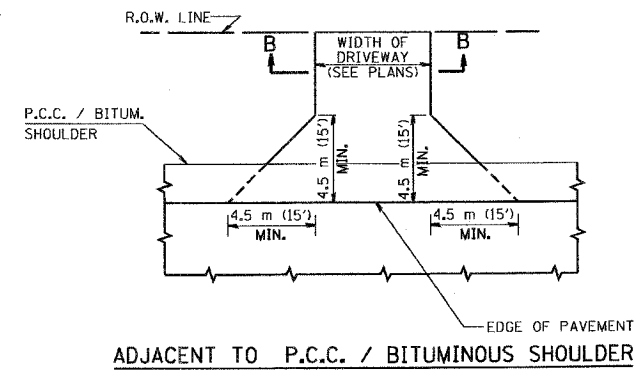 R.O.W. LINE
B
WIDTH OF
DRIVEWAY
(SEE PLANS)
B
P.C.C. / BITUM.
SHOULDER
4.5 m (15')
MIN.
4.5 m (15')
MIN.
4.5 m (15')
MIN.
4.5 m (15')
MIN.
EDGE OF PAVEMENT
ADJACENT TO P.C.C. / BITUMINOUS SHOULDER